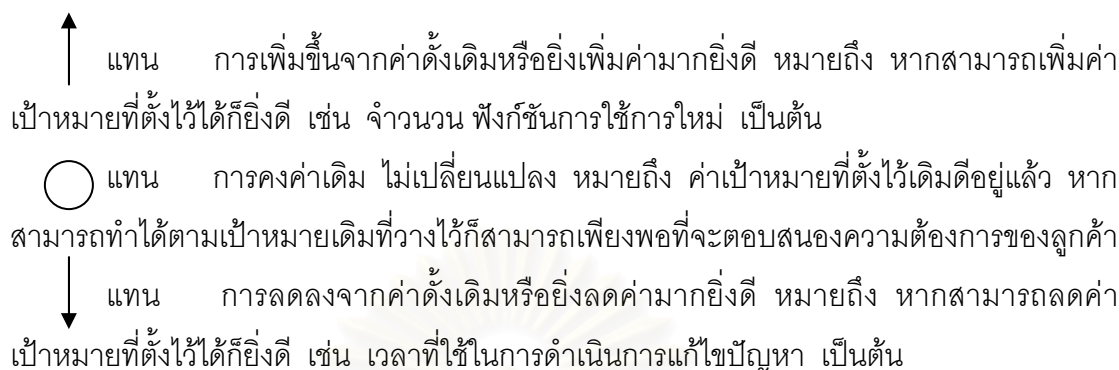 แทน การเพิ่มขึ้นจากค่าดั้งเดิมหรือยิ่งเพิ่มค่ามากยิ่งดี หมายถึง หากสามารถเพิ่มค่า
เป้าหมายที่ตั้งไว้ได้ก็ยิ่งดี เช่น จำวนวน ฟังก์ชันการใช้การใหม่ เป็นต้น
แทน การคงค่าเดิม ไม่เปลี่ยนแปลง หมายถึง ค่าเป้าหมายที่ตั้งไว้เดิมดีอยู่แล้ว หาก
สามารถทำได้ตามเป้าหมายเดิมที่วางไว้ก็สามารถเพียงพอที่จะตอบสนองความต้องการของลูกค้า
แทน การลดลงจากค่าดั้งเดิมหรือยิ่งลดค่ามากยิ่งดี หมายถึง หากสามารถลดค่า
เป้าหมายที่ตั้งไว้ได้ก็ยิ่งดี เช่น เวลาที่ใช้ในการดำเนินการแก้ไขปัญหา เป็นต้น